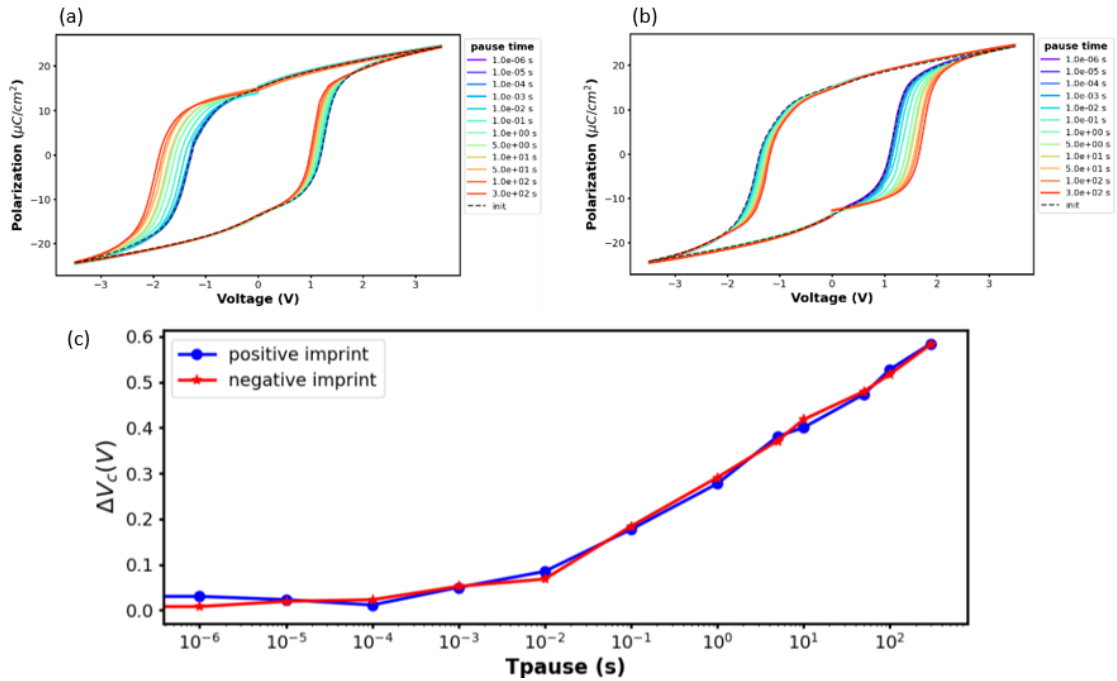 (a)
20
10
0
−10
−20
Polarization (μC/cm²)
−3 −2 −1 0 1 2 3
Voltage (V)
pause time
1.0e-06 s
1.0e-05 s
1.0e-04 s
1.0e-03 s
1.0e-02 s
1.0e-01 s
1.0e+00 s
5.0e+00 s
1.0e+01 s
5.0e+01 s
1.0e+02 s
3.0e+02 s
init
(b)
20
10
0
−10
−20
Polarization (μC/cm²)
−3 −2 −1 0 1 2 3
Voltage (V)
pause time
1.0e-06 s
1.0e-05 s
1.0e-04 s
1.0e-03 s
1.0e-02 s
1.0e-01 s
1.0e+00 s
5.0e+00 s
1.0e+01 s
5.0e+01 s
1.0e+02 s
3.0e+02 s
init
(c)
0.6
0.5
0.4
0.3
0.2
0.1
0.0
ΔV_c(V)
positive imprint
negative imprint
10⁻⁶ 10⁻⁵ 10⁻⁴ 10⁻³ 10⁻² 10⁻¹ 10⁰ 10¹ 10²
Tpause (s)